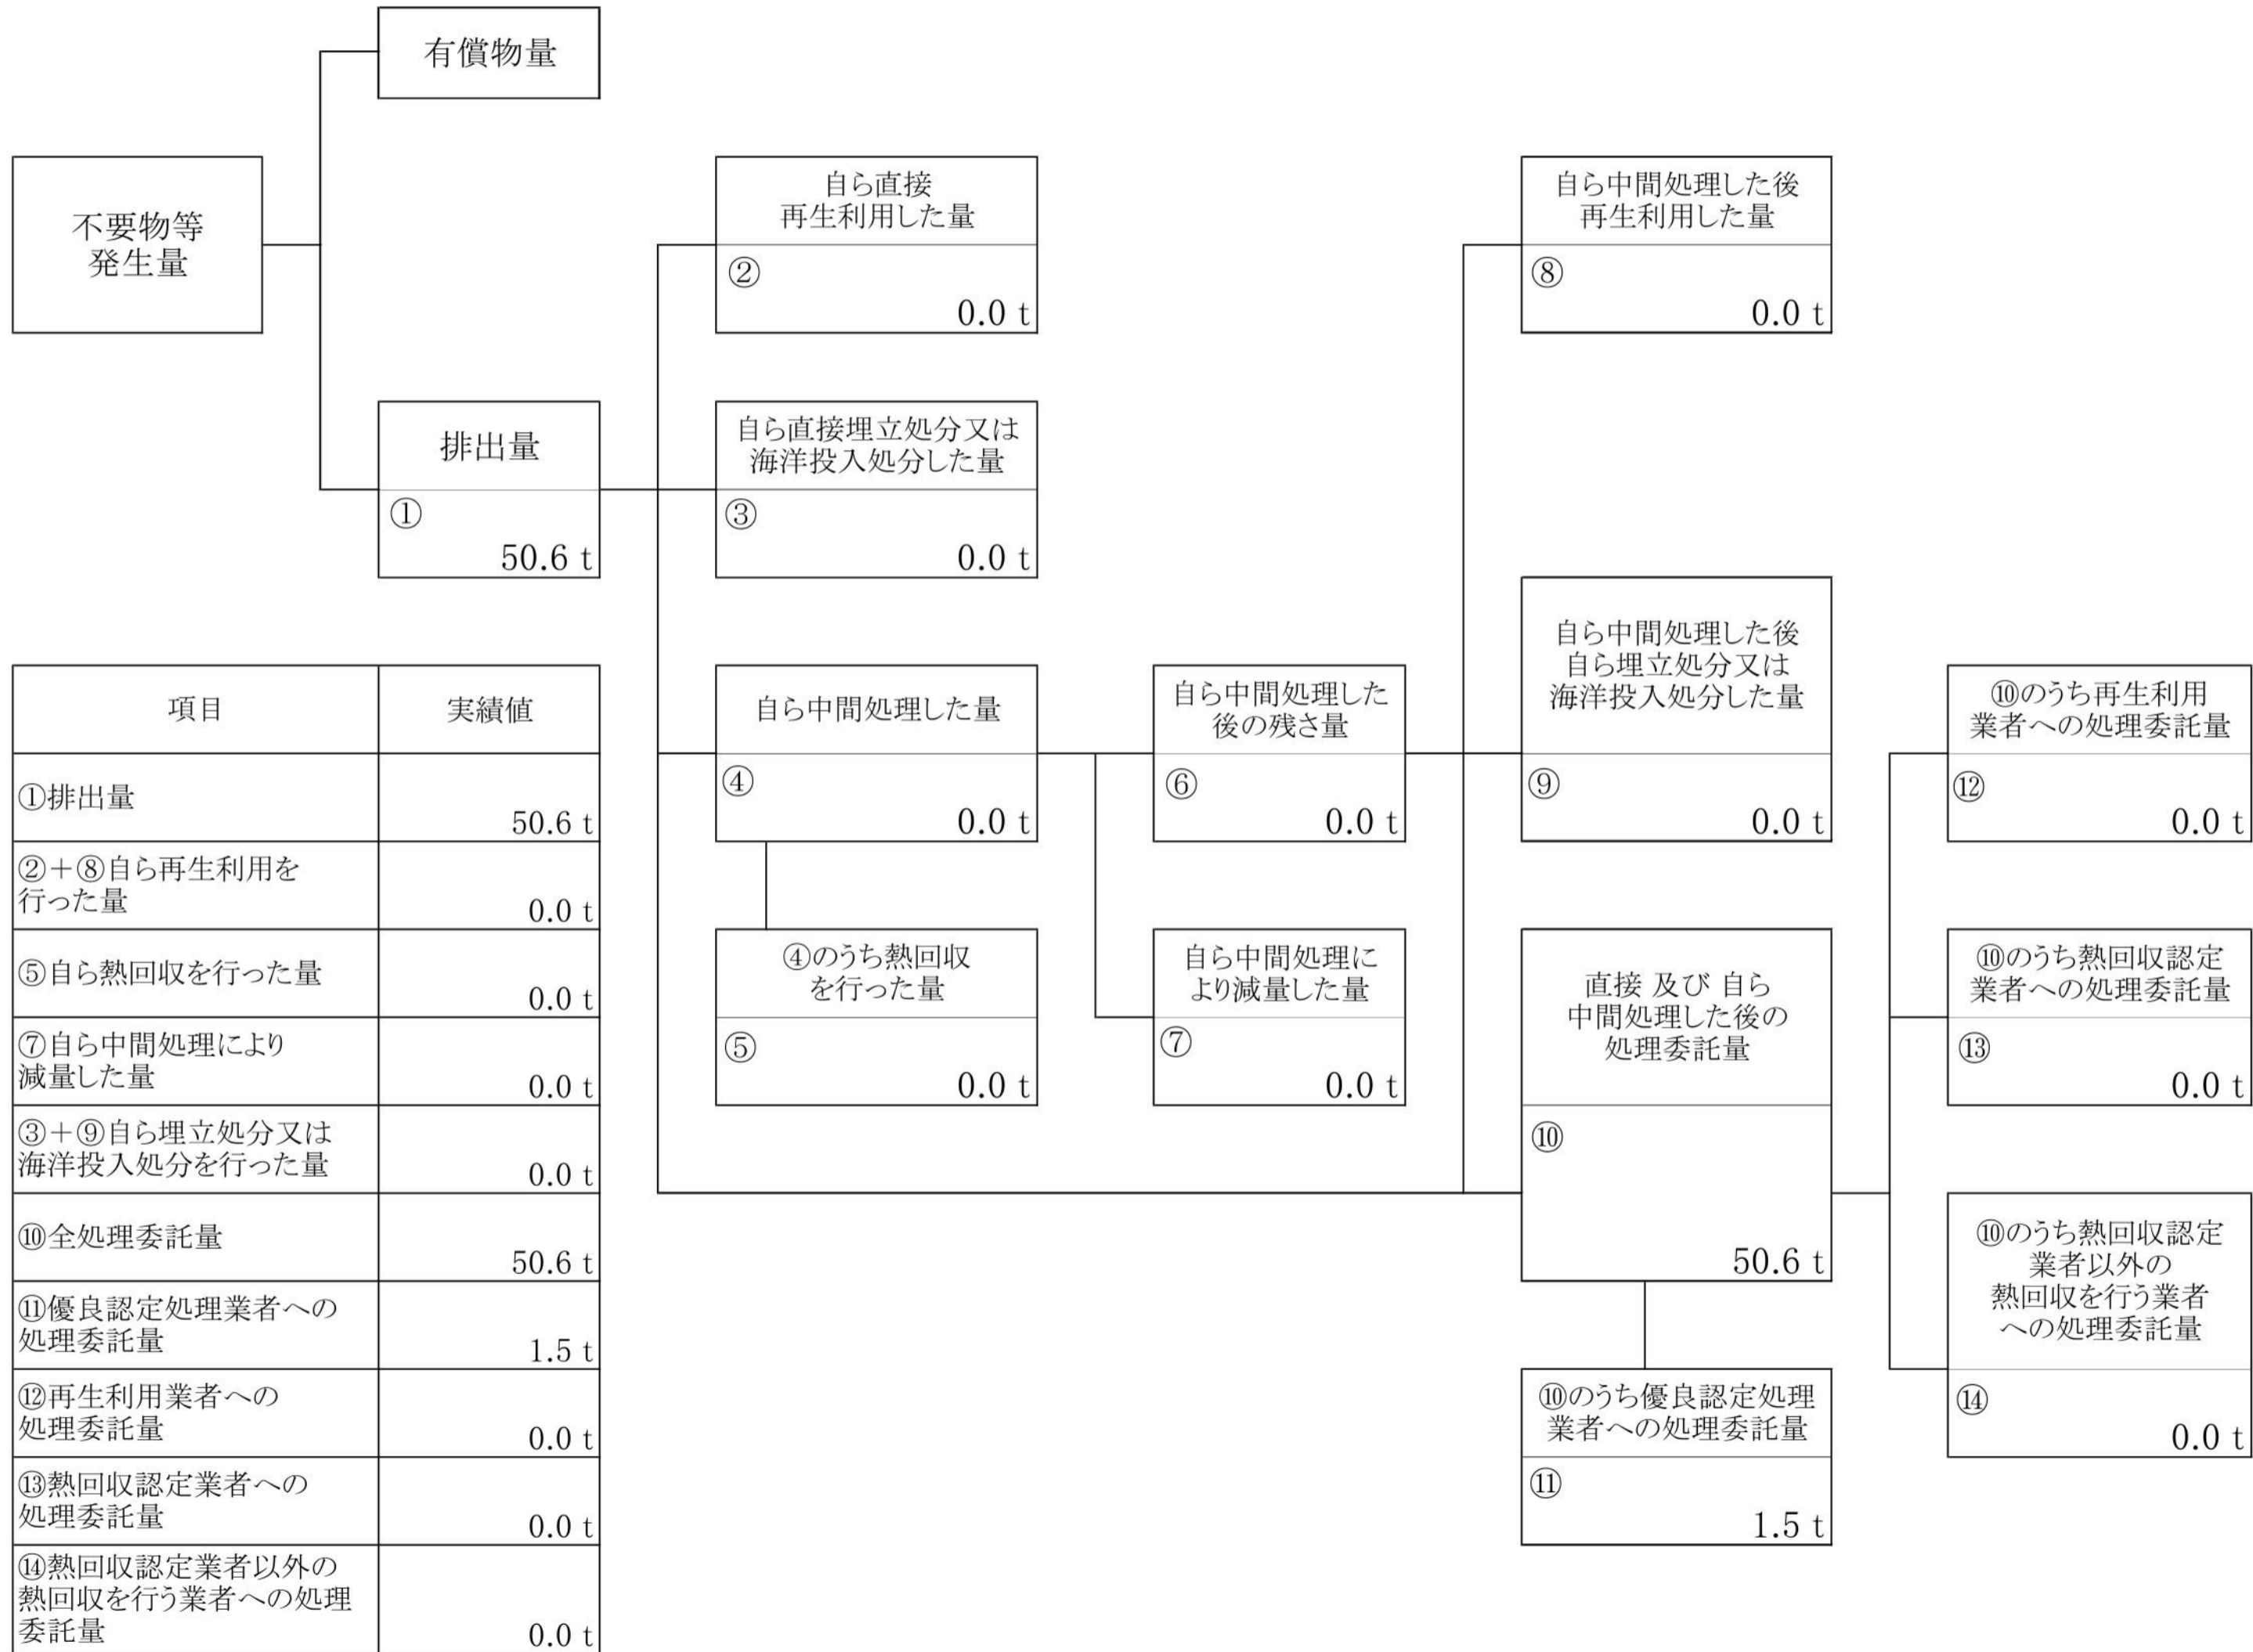 有償物量
不要物等
発生量
自ら直接
再生利用した量
②
0.0 t
自ら中間処理した後
再生利用した量
⑧
0.0 t
排出量
①
50.6 t
自ら直接埋立処分又は
海洋投入処分した量
③
0.0 t
自ら中間処理した量
④
0.0 t
自ら中間処理した
後の残さ量
⑥
0.0 t
自ら中間処理した後
自ら埋立処分又は
海洋投入処分した量
⑨
0.0 t
⑩のうち再生利用
業者への処理委託量
⑫
0.0 t
④のうち熱回収
を行った量
⑤
0.0 t
自ら中間処理に
より減量した量
⑦
0.0 t
直接 及び 自ら
中間処理した後の
処理委託量
⑩
50.6 t
⑩のうち熱回収認定
業者への処理委託量
⑬
0.0 t
⑩のうち熱回収認定
業者以外の
熱回収を行う業者
への処理委託量
⑭
0.0 t
⑩のうち優良認定処理
業者への処理委託量
⑪
1.5 t
項目 実績値
①排出量
50.6 t
②+⑧自ら再生利用を
行った量
0.0 t
⑤自ら熱回収を行った量
0.0 t
⑦自ら中間処理により
減量した量
0.0 t
③+⑨自ら埋立処分又は
海洋投入処分を行った量
0.0 t
⑩全処理委託量
50.6 t
⑪優良認定処理業者への
処理委託量
1.5 t
⑫再生利用業者への
処理委託量
0.0 t
⑬熱回収認定業者への
処理委託量
0.0 t
⑭熱回収認定業者以外の
熱回収を行う業者への処理
委託量
0.0 t